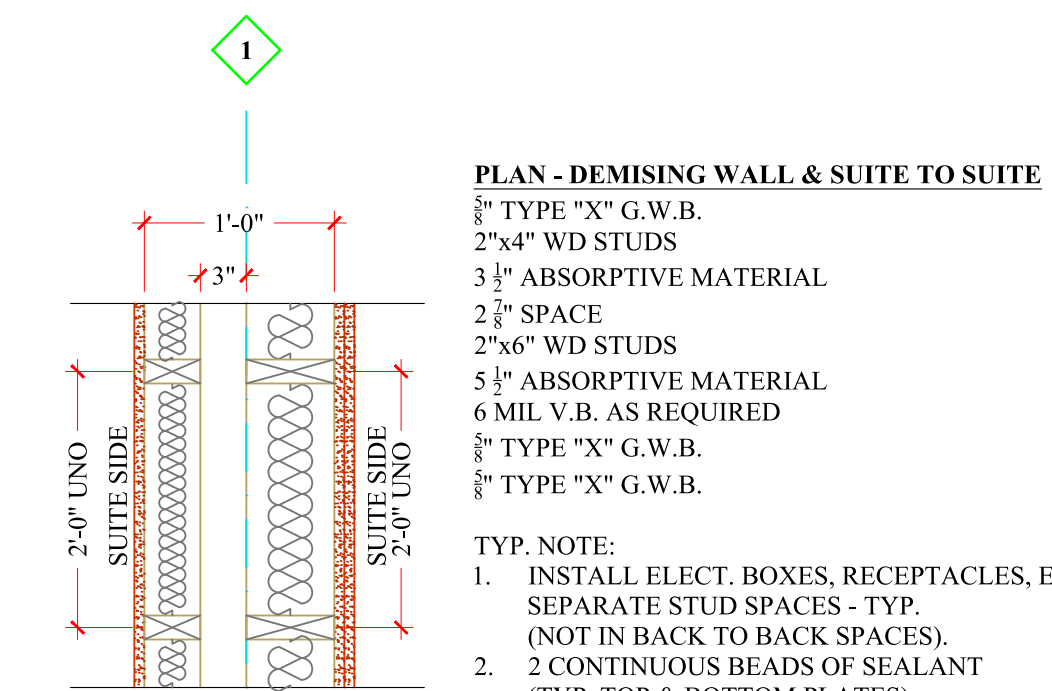 1
1'-0"
3"
2'-0" UNO
SUITE SIDE
SUITE SIDE
2'-0" UNO
PLAN - DEMISING WALL & SUITE TO SUITE
5/8" TYPE "X" G.W.B.
2"x4" WD STUDS
3 1/2" ABSORPTIVE MATERIAL
2 7/8" SPACE
2"x6" WD STUDS
5 1/2" ABSORPTIVE MATERIAL
6 MIL V.B. AS REQUIRED
5/8" TYPE "X" G.W.B.
5/8" TYPE "X" G.W.B.
TYP. NOTE:
1. INSTALL ELECT. BOXES, RECEPTACLES, E
SEPARATE STUD SPACES - TYP.
(NOT IN BACK TO BACK SPACES).
2. 2 CONTINUOUS BEADS OF SEALANT
(TYP. TOP & BOTTOM PLATES)